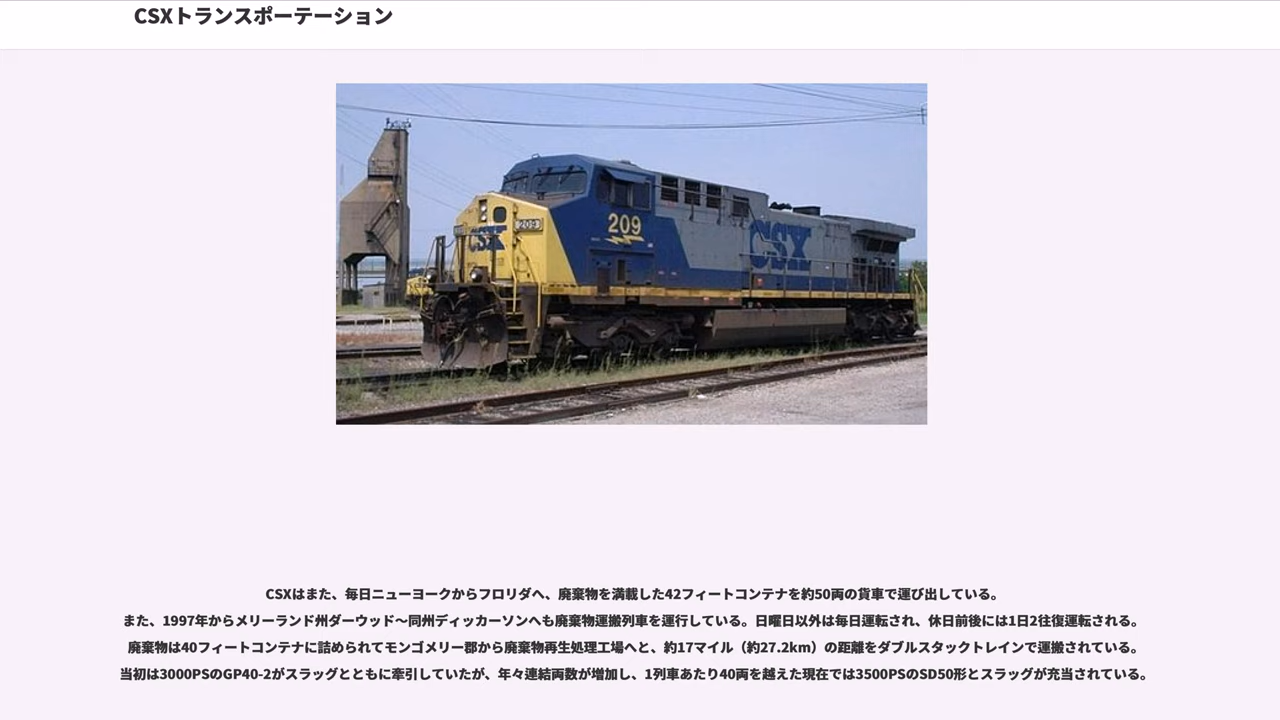 CSXトランスポーテーション
209
209
CSX
CSX
CSXはまた、毎日ニューヨークからフロリダへ、廃棄物を満載した42フィートコンテナを約50両の貨車で運び出している。
また、1997年からメリーランド州ダーウッド〜同州ディッカーソンへも廃棄物運搬列車を運行している。日曜日以外は毎日運転され、休日前後には1日2往復運転される。
廃棄物は40フィートコンテナに詰められてモンゴメリー郡から廃棄物再生処理工場へと、約17マイル（約27.2km）の距離をダブルスタックトレインで運搬されている。
当初は3000PSのGP40-2がスラッグとともに牽引していたが、年々連結両数が増加し、1列車あたり40両を越えた現在では3500PSのSD50形とスラッグが充当されている。